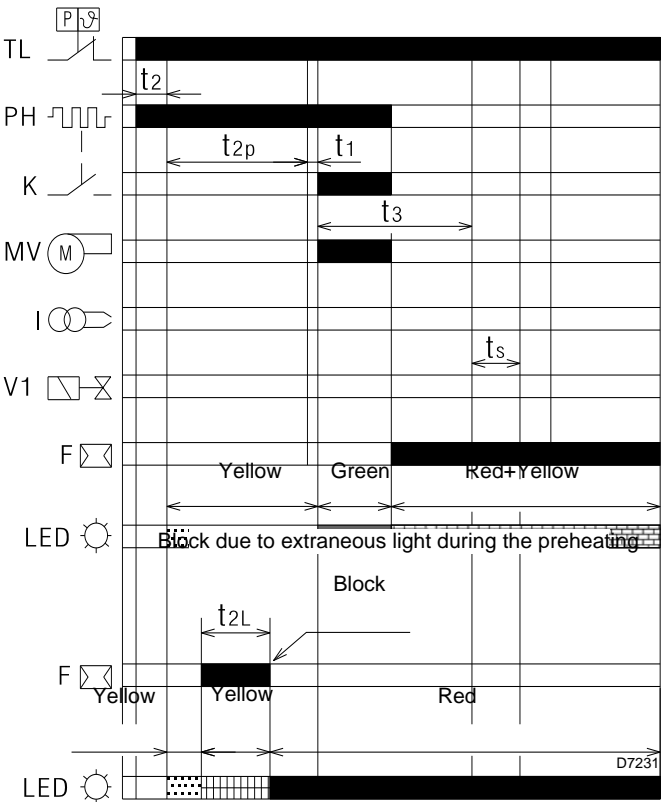 P ϑ
TL
t2
PH
t2p t1
K
t3
MV M
I
ts
V1
F
Yellow Green Red+Yellow
LED Block due to extraneous light during the preheating
Block
t2L
F
Yellow Yellow Red
D7231
LED